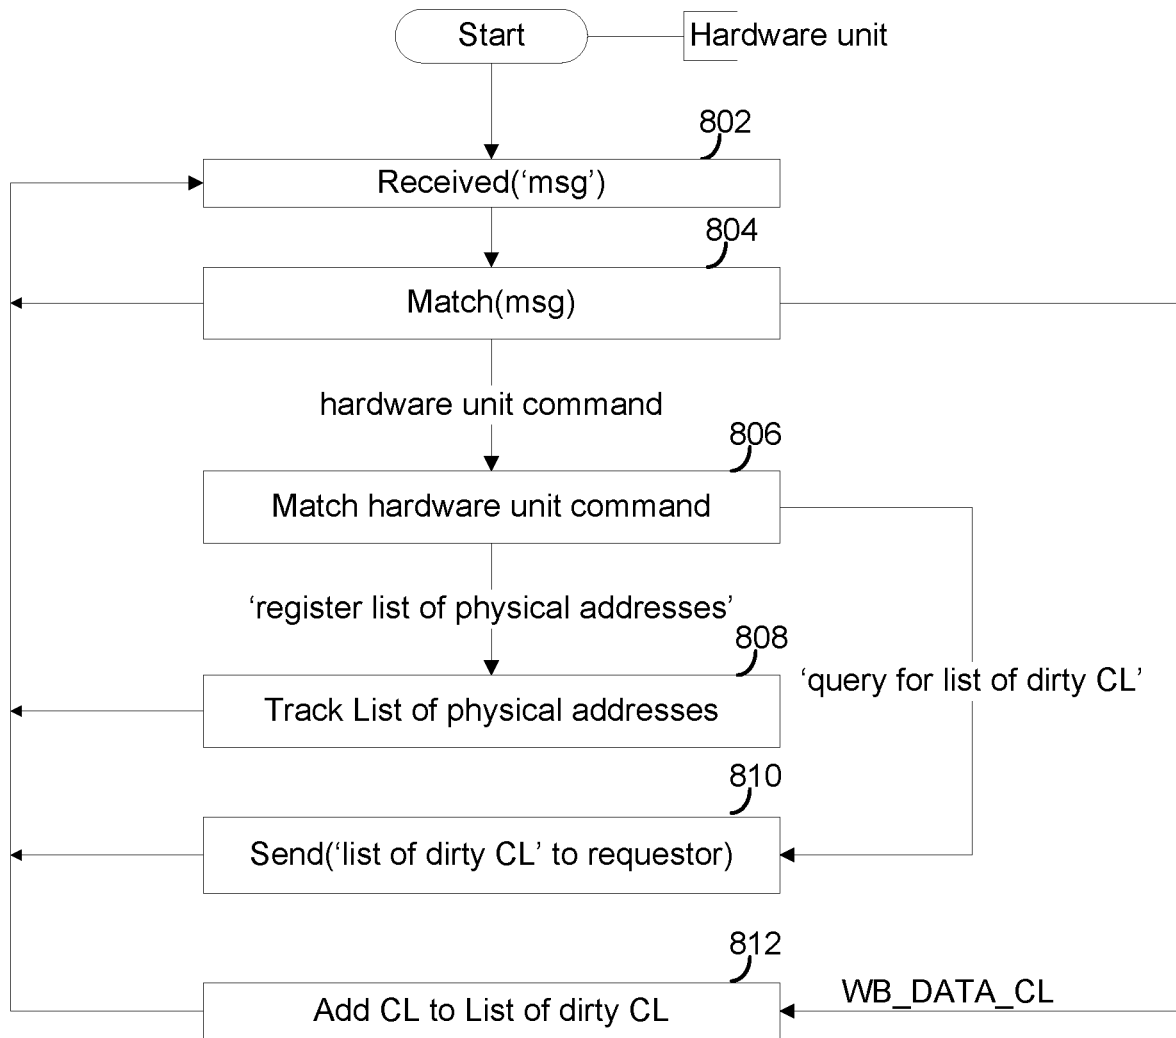 Start
Hardware unit
802
Received(‘msg’)
804
Match(msg)
hardware unit command
806
Match hardware unit command
‘register list of physical addresses’
808
Track List of physical addresses
‘query for list of dirty CL’
810
Send(‘list of dirty CL’ to requestor)
812
Add CL to List of dirty CL
WB_DATA_CL